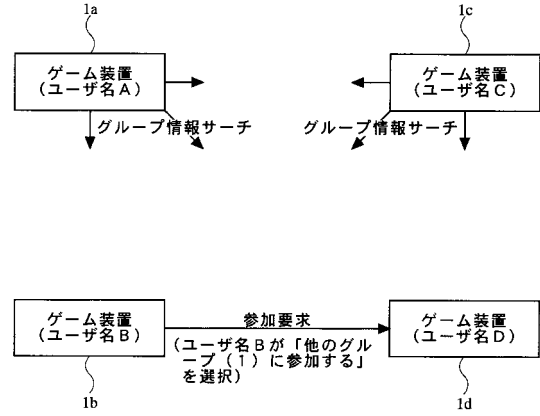 1a
1c
ゲーム装置
(ユーザ名A)
ゲーム装置
(ユーザ名C)
グループ情報サーチ
グループ情報サーチ
ゲーム装置
(ユーザ名B)
参加要求
(ユーザ名Bが「他のグル
ープ(1)に参加する」
を選択)
ゲーム装置
(ユーザ名D)
1b
1d